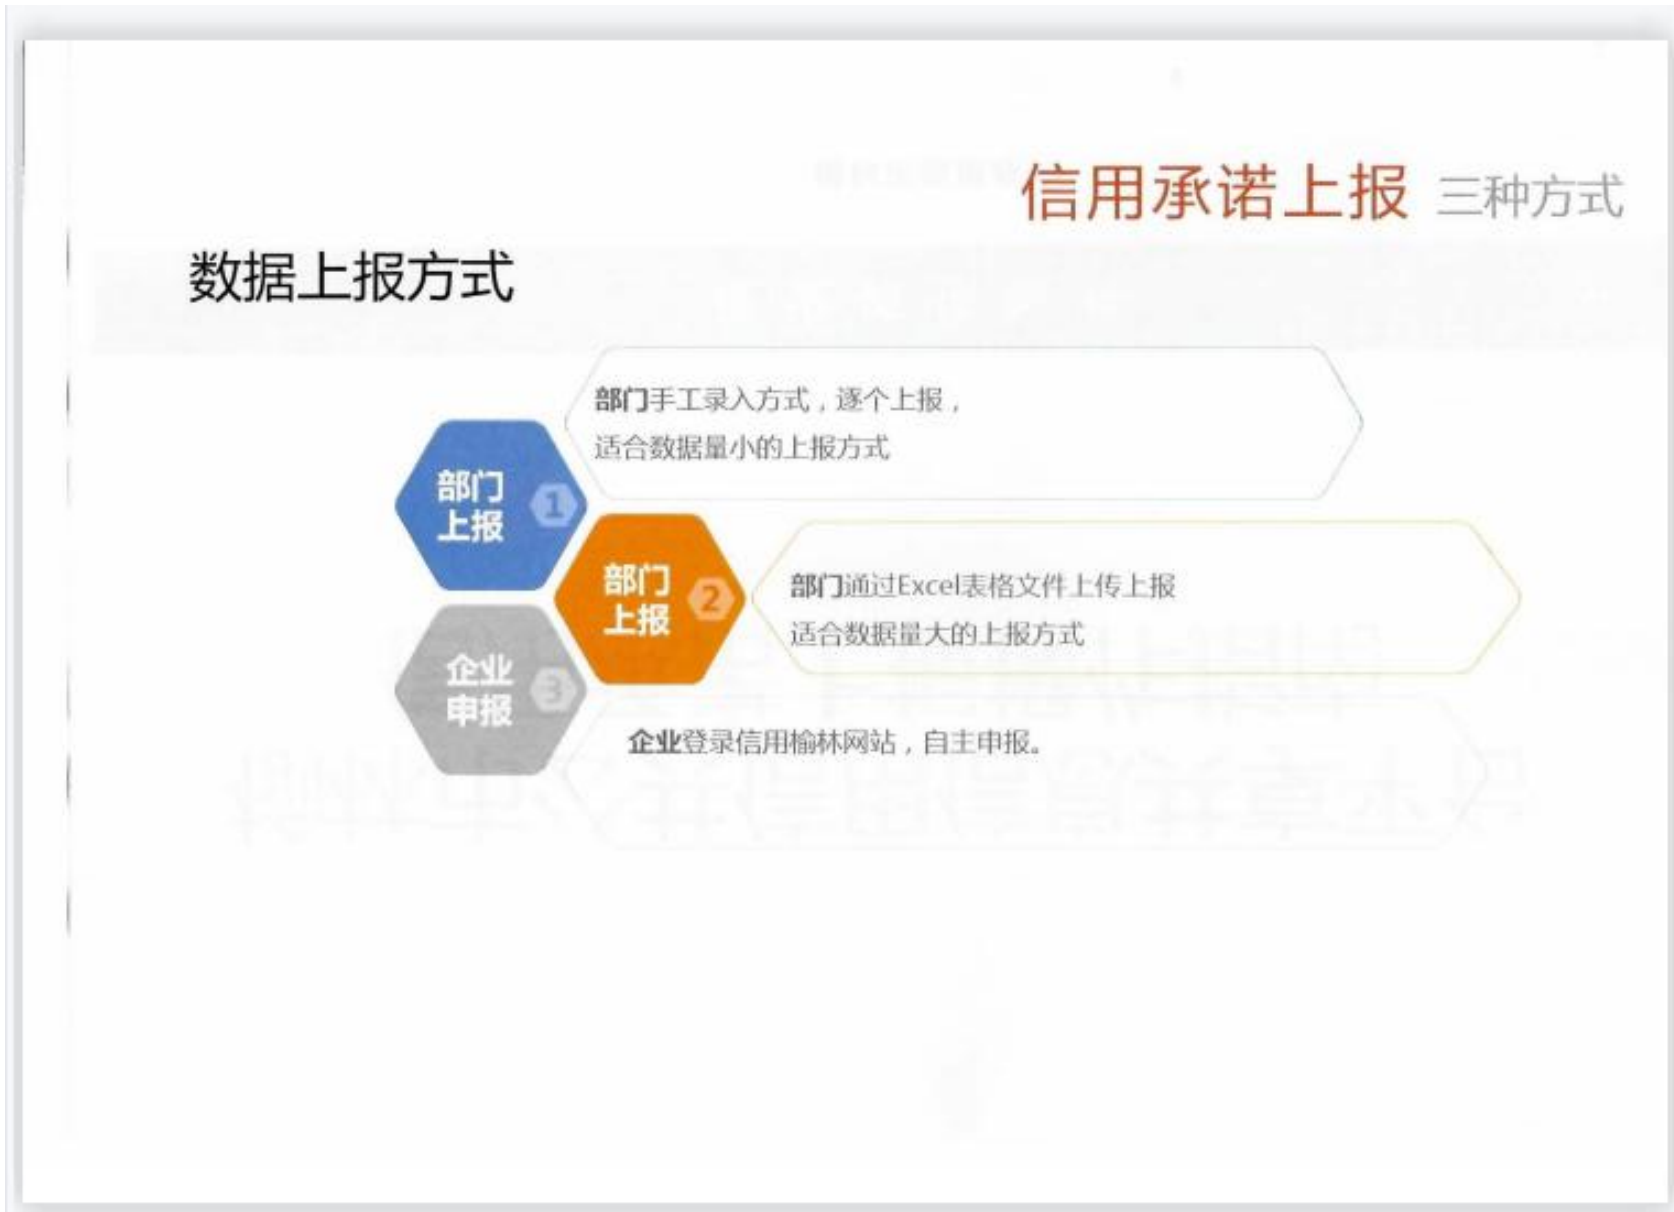 信用承诺上报 三种方式
数据上报方式
部门手工录入方式，逐个上报，
适合数据量小的上报方式
部门
上报
1
部门
上报
2
部门通过Excel表格文件上传上报
适合数据量大的上报方式
企业
申报
3
企业登录信用榆林网站，自主申报。